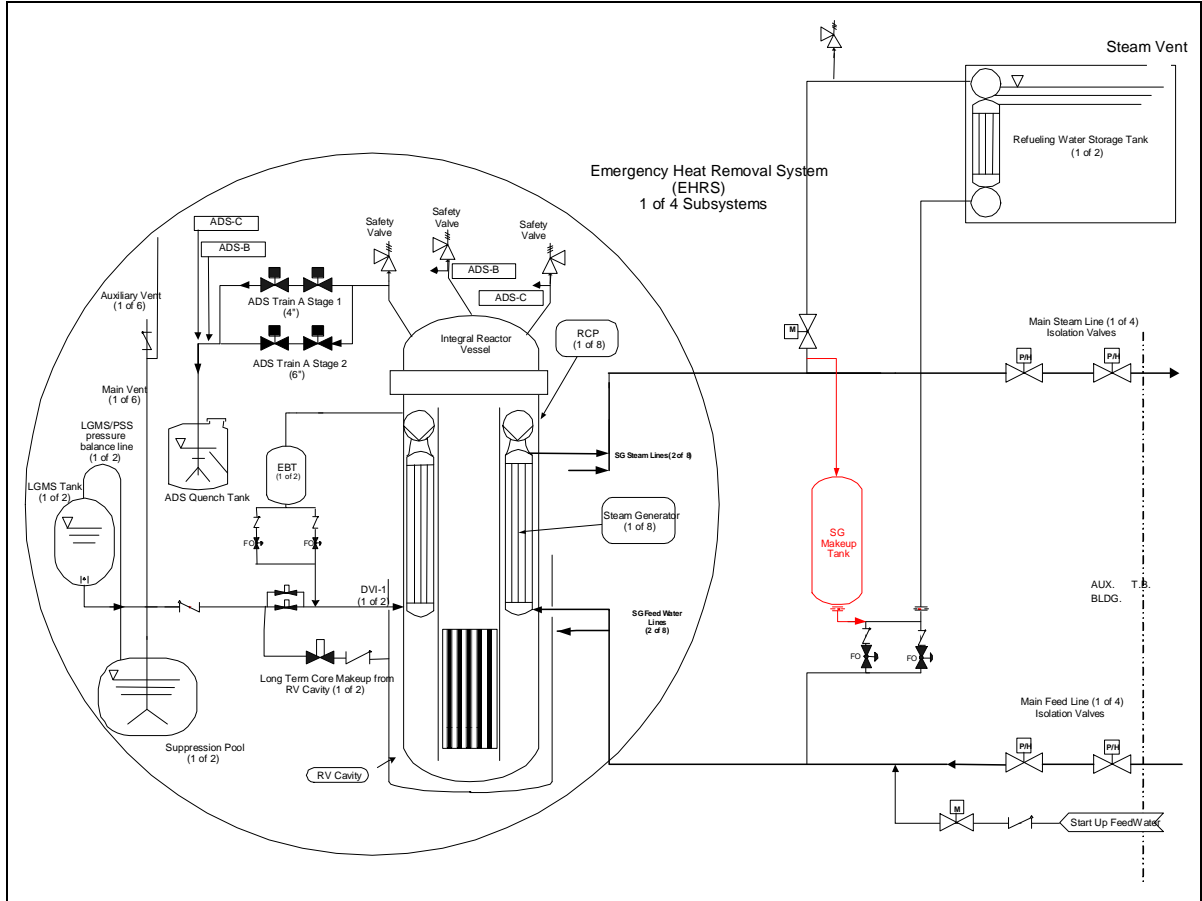 Steam Vent
Refueling Water Storage Tank
(1 of 2)
Emergency Heat Removal System
(EHRS)
1 of 4 Subsystems
Safety
Valve
Safety
Valve
Safety
Valve
ADS-C
ADS-B
ADS-B
ADS-C
Auxiliary Vent
(1 of 6)
ADS Train A Stage 1
(4")
ADS Train A Stage 2
(6")
Integral Reactor
Vessel
RCP
(1 of 8)
M
Main Steam Line (1 of 4)
Isolation Valves
P/H
P/H
Main Vent
(1 of 6)
LGMS/PSS
pressure
balance line
(1 of 2)
LGMS Tank
(1 of 2)
ADS Quench Tank
EBT
(1 of 2)
SG Steam Lines (2 of 8)
Steam Generator
(1 of 8)
SG
Makeup
Tank
FO
FO
DVI-1
(1 of 2)
SG Feed Water
Lines
(2 of 8)
AUX.
BLDG.
T.B.
FO
FO
Long Term Core Makeup from
RV Cavity (1 of 2)
Suppression Pool
(1 of 2)
RV Cavity
Main Feed Line (1 of 4)
Isolation Valves
P/H
P/H
M
Start Up FeedWater